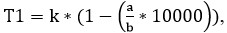 T1 = k * (1 − (a/b * 10000)),